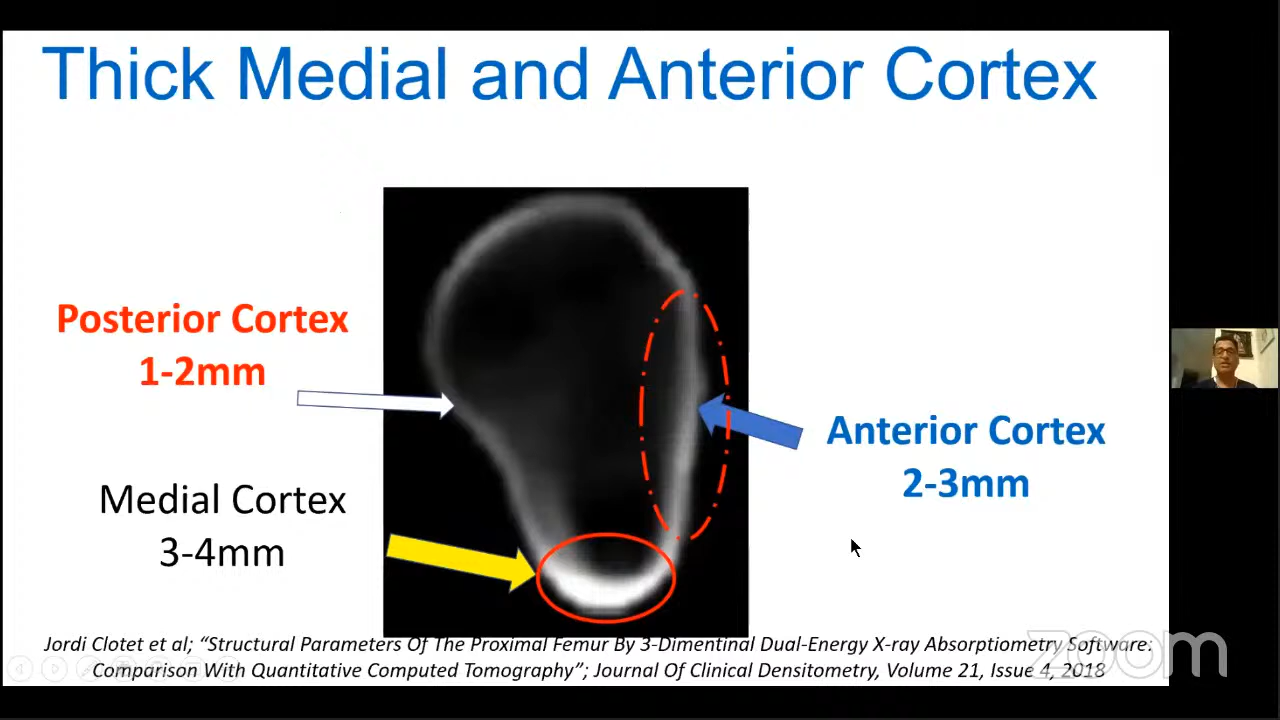 Thick Medial and Anterior Cortex
Posterior Cortex
1-2mm
Anterior Cortex
2-3mm
Medial Cortex
3-4mm
Jordi Clotet et al; “Structural Parameters Of The Proximal Femur By 3-Dimentinal Dual-Energy X-ray Absorptiometry Software:
Comparison With Quantitative Computed Tomography”; Journal Of Clinical Densitometry, Volume 21, Issue 4, 2018
zoom